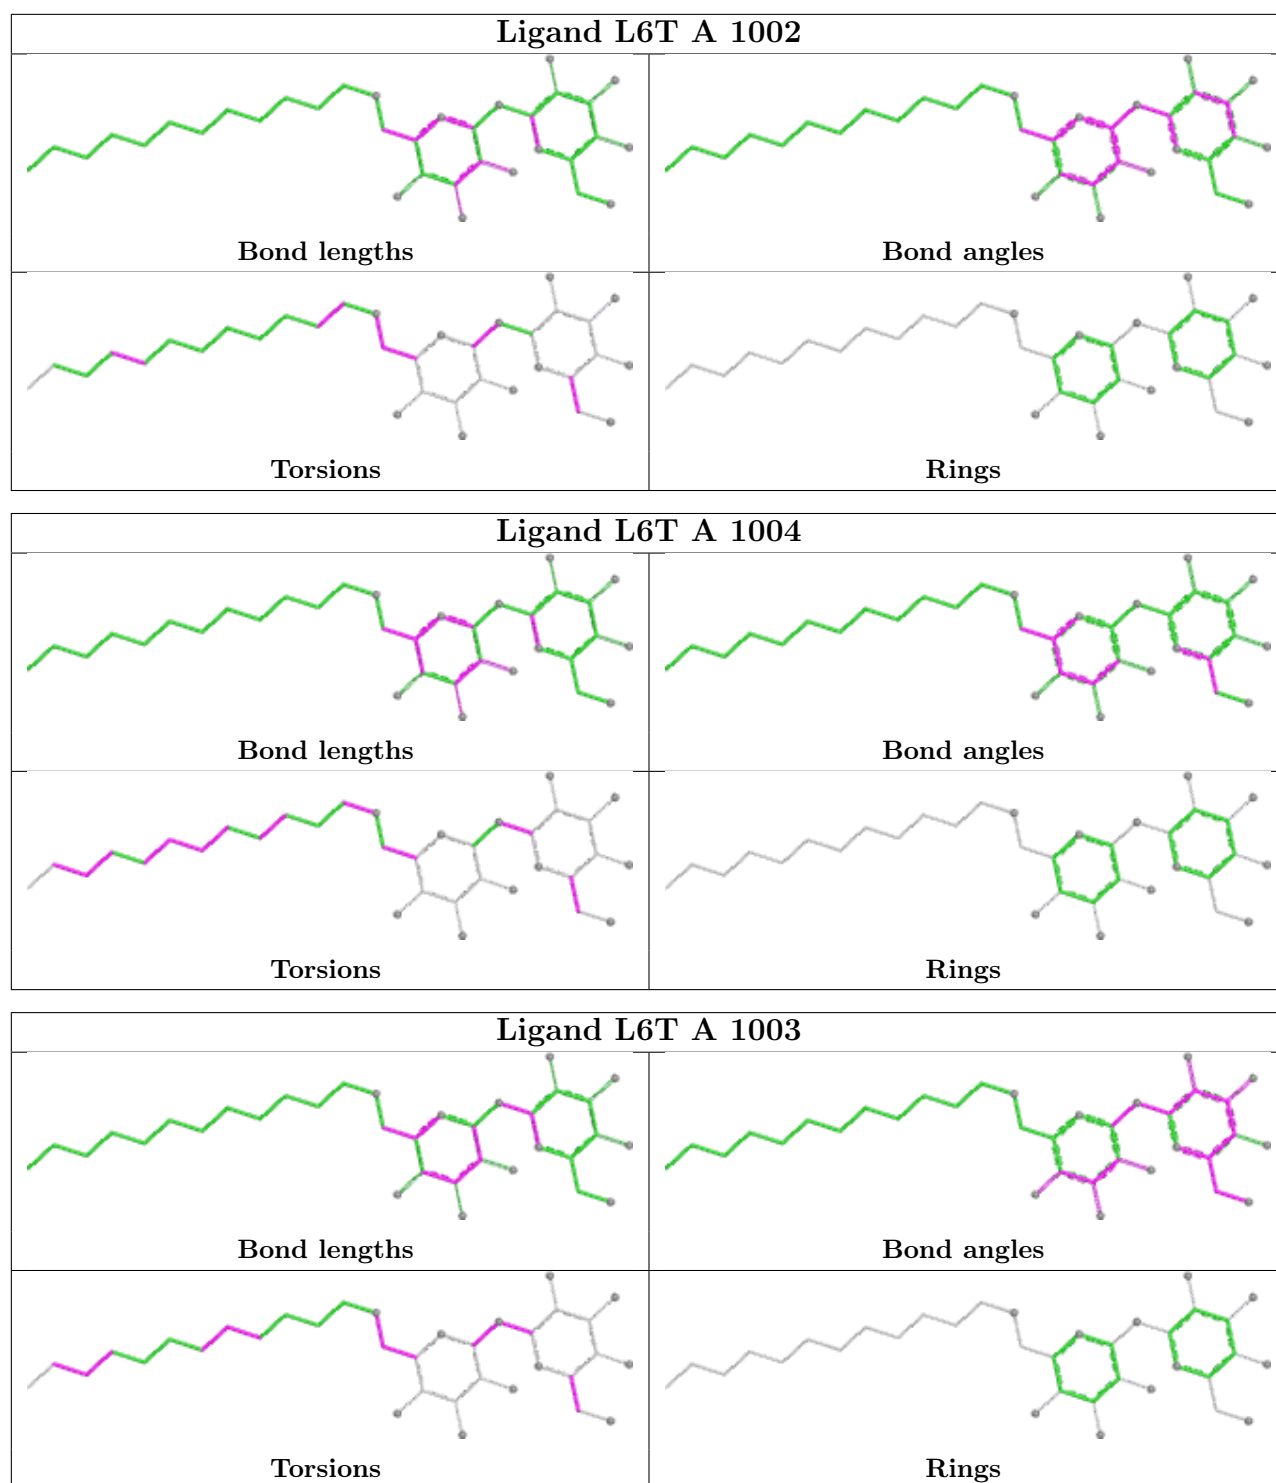 Ligand L6T A 1002
Bond lengths
Bond angles
Torsions
Rings
Ligand L6T A 1004
Bond lengths
Bond angles
Torsions
Rings
Ligand L6T A 1003
Bond lengths
Bond angles
Torsions
Rings